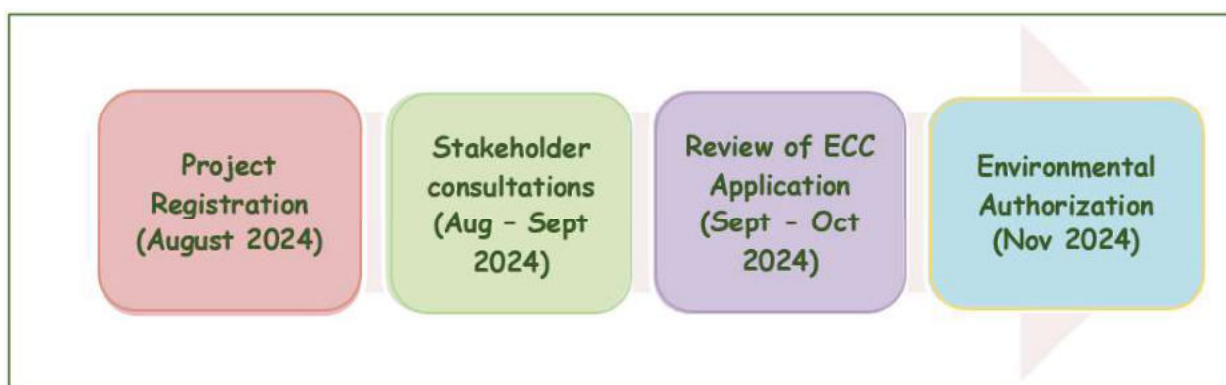 Project
Registration
(August 2024)
Stakeholder
consultations
(Aug – Sept
2024)
Review of ECC
Application
(Sept – Oct
2024)
Environmental
Authorization
(Nov 2024)